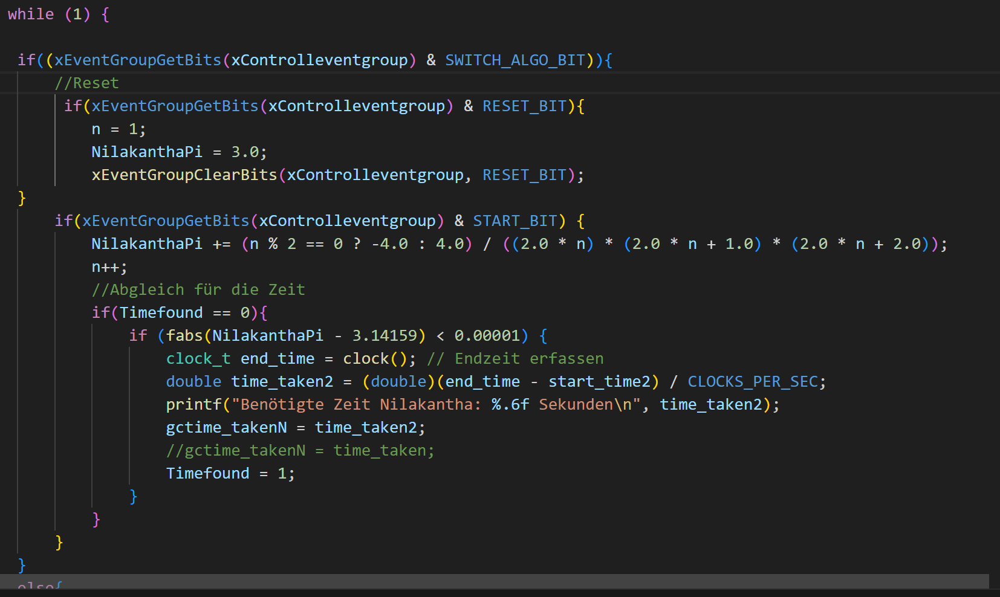 while (1) {
if((xEventGroupGetBits(xControlleventgroup) & SWITCH_ALGO_BIT)){
//Reset
if(xEventGroupGetBits(xControlleventgroup) & RESET_BIT){
n = 1;
NilakanthaPi = 3.0;
xEventGroupClearBits(xControlleventgroup, RESET_BIT);
}
if(xEventGroupGetBits(xControlleventgroup) & START_BIT) {
NilakanthaPi += (n % 2 == 0 ? -4.0 : 4.0) / ((2.0 * n) * (2.0 * n + 1.0) * (2.0 * n + 2.0));
n++;
//Abgleich für die Zeit
if(Timefound == 0){
if (fabs(NilakanthaPi - 3.14159) < 0.00001) {
clock_t end_time = clock(); // Endzeit erfassen
double time_taken2 = (double)(end_time - start_time2) / CLOCKS_PER_SEC;
printf("Benötigte Zeit Nilakantha: %.6f Sekunden\n", time_taken2);
gctime_takenN = time_taken2;
//gctime_takenN = time_taken;
Timefound = 1;
}
}
}
}
else{